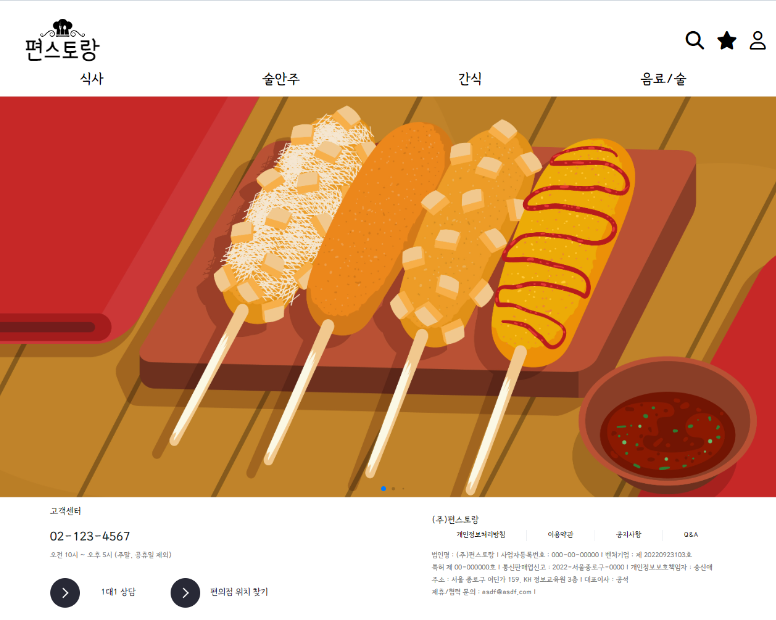 편스토랑
식사 술안주 간식 음료/술
고객센터
02-123-4567
오전 10시 ~ 오후 5시 (주말, 공휴일 제외)
1대1 상담 편의점 위치 찾기
(주)편스토랑
개인정보처리방침 이용약관 공지사항 Q&A
법인명 : (주)편스토랑 I 사업자등록번호 : 000-00-00000 I 벤처기업 : 제 20220923103호
특허 제 00-000000호 I 통신판매업신고 : 2022-서울종로구-0000 I 개인정보보호책임자 : 송산애
주소 : 서울 종로구 어딘가 159, KH 정보교육원 3층 I 대표이사 : 공석
제휴/협력 문의 : asdf@asdf.com I